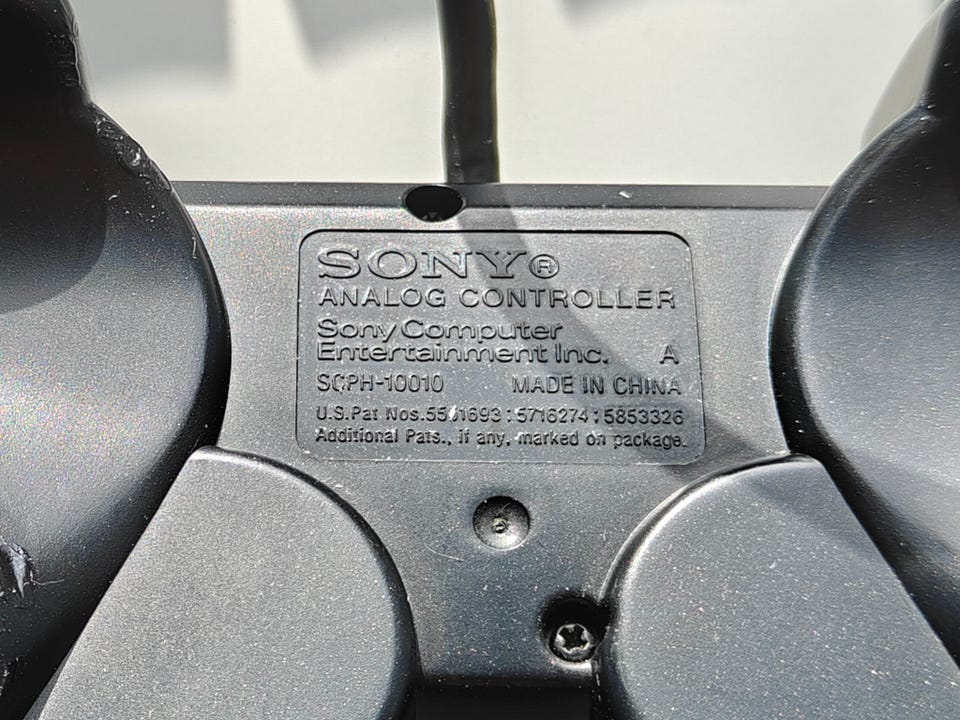 SONY®
ANALOG CONTROLLER
Sony Computer
Entertainment Inc. A
SCPH-10010 MADE IN CHINA
U.S.Pat Nos. ;5716274;5853326
Additional Pats., if any, marked on package.